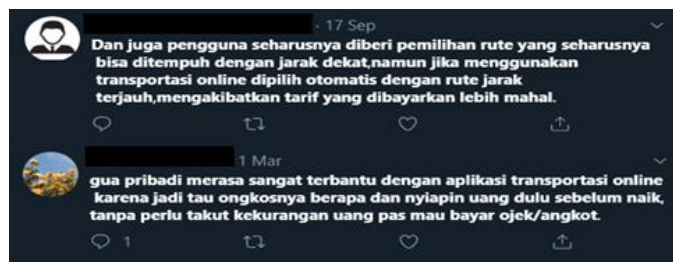 · 17 Sep
Dan juga pengguna seharusnya diberi pemilihan rute yang seharusnya
bisa ditempuh dengan jarak dekat,namun jika menggunakan
transportasi online dipilih otomatis dengan rute jarak
terjauh,mengakibatkan tarif yang dibayarkan lebih mahal.
1 Mar
gua pribadi merasa sangat terbantu dengan aplikasi transportasi online
karena jadi tau ongkosnya berapa dan nyiapin uang dulu sebelum naik,
tanpa perlu takut kekurangan uang pas mau bayar ojek/angkot.
1